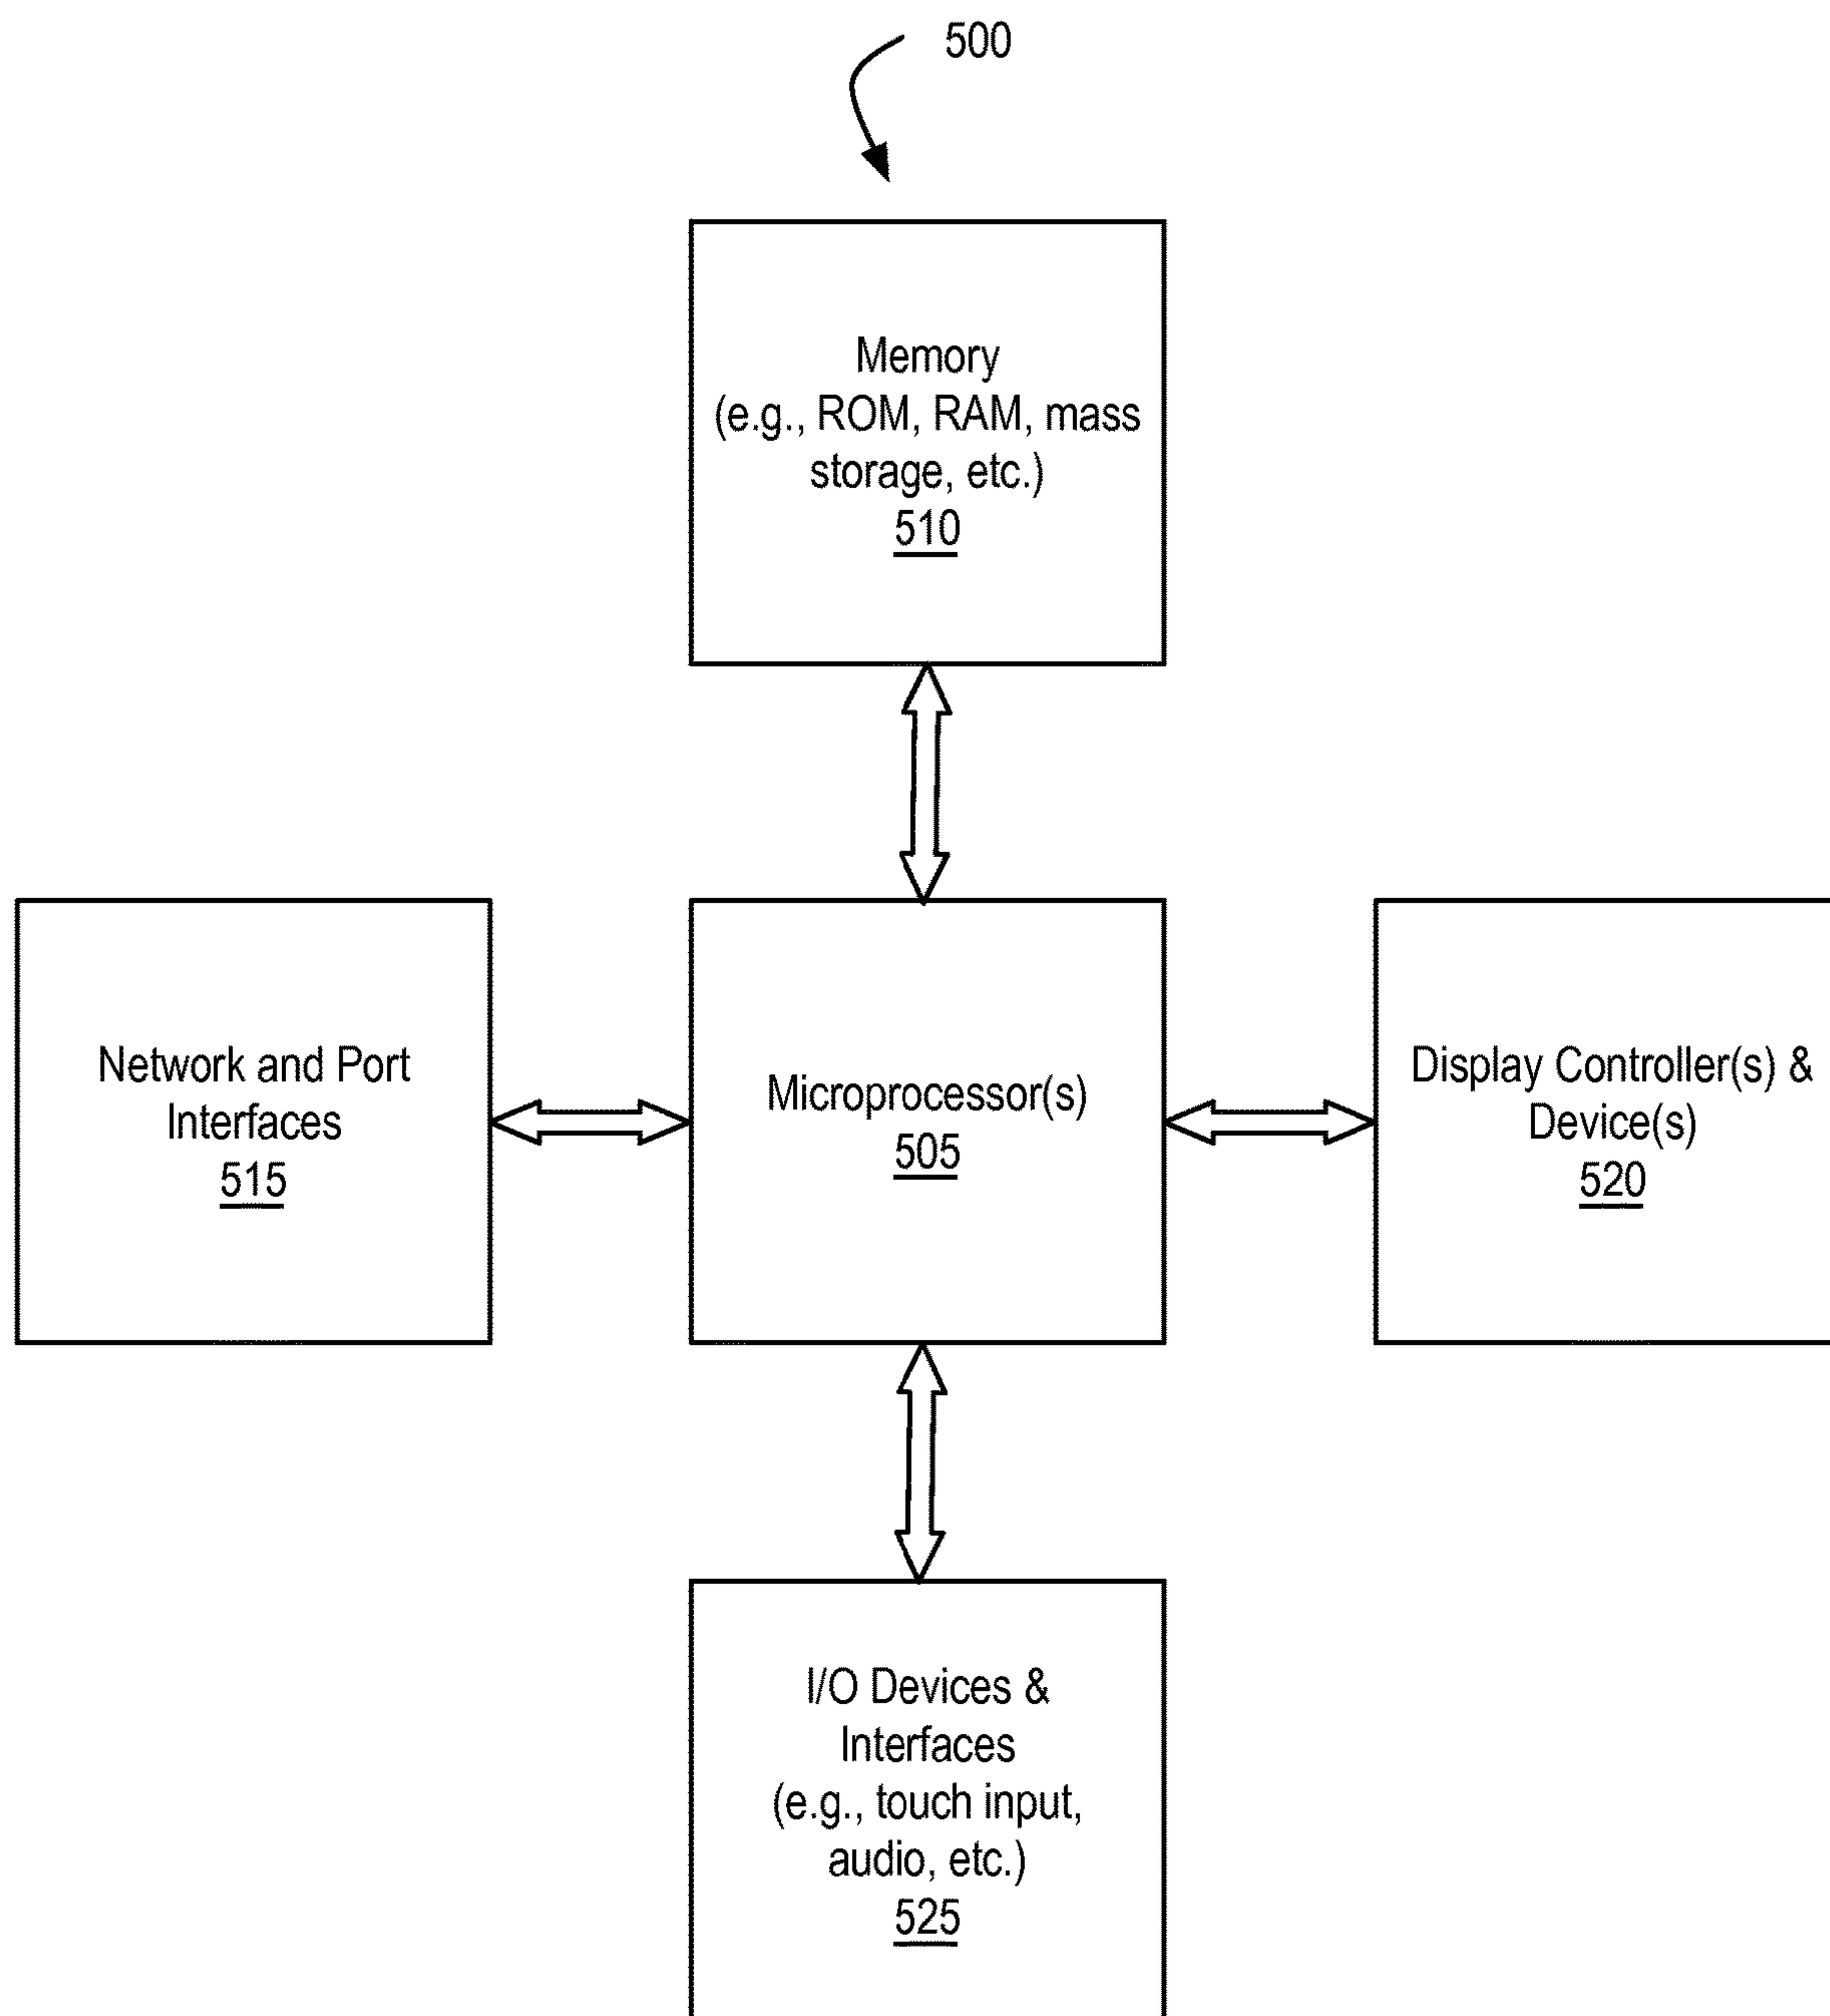 500
Memory
(e.g., ROM, RAM, mass
storage, etc.)
510
Network and Port
Interfaces
515
Microprocessor(s)
505
Display Controller(s) &
Device(s)
520
I/O Devices &
Interfaces
(e.g., touch input,
audio, etc.)
525